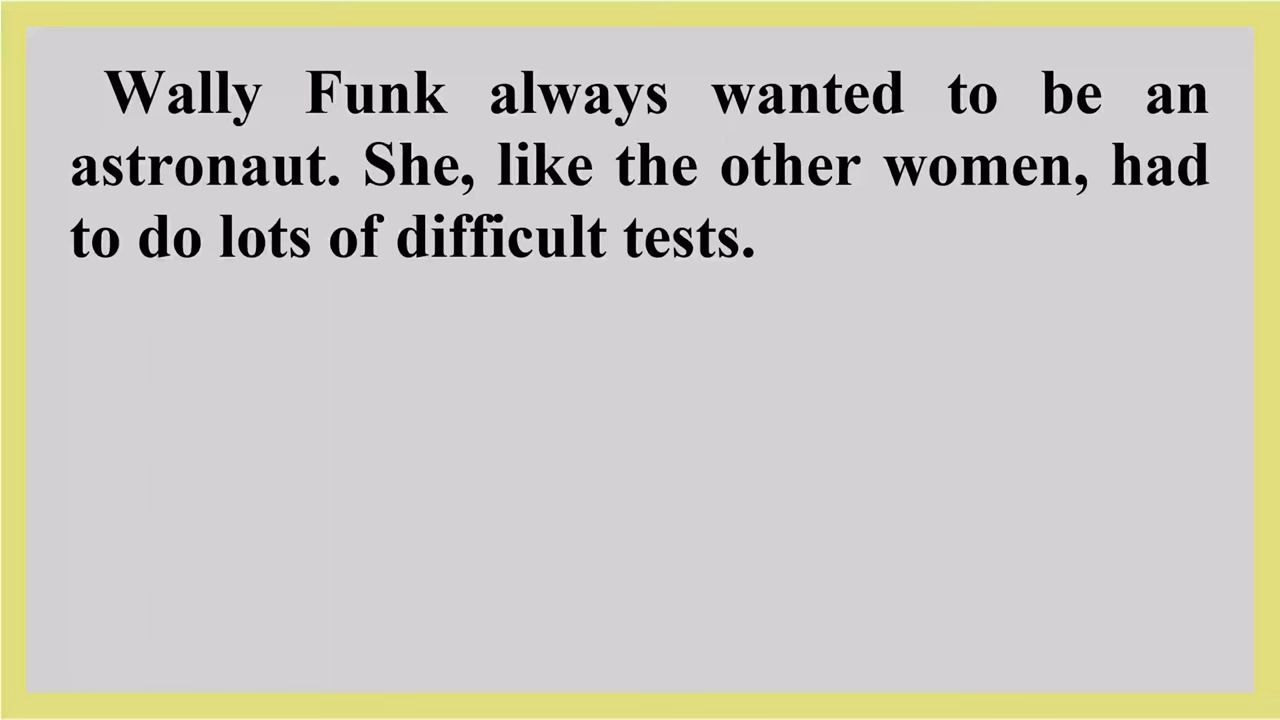 Wally Funk always wanted to be an
astronaut. She, like the other women, had
to do lots of difficult tests.